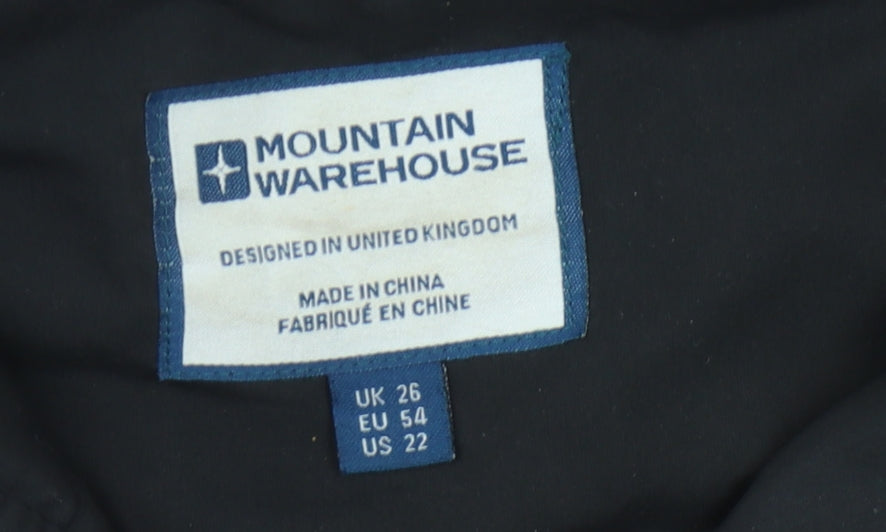 MOUNTAIN
WAREHOUSE
DESIGNED IN UNITED KINGDOM
MADE IN CHINA
FABRIQUÉ EN CHINE
UK 26
EU 54
US 22